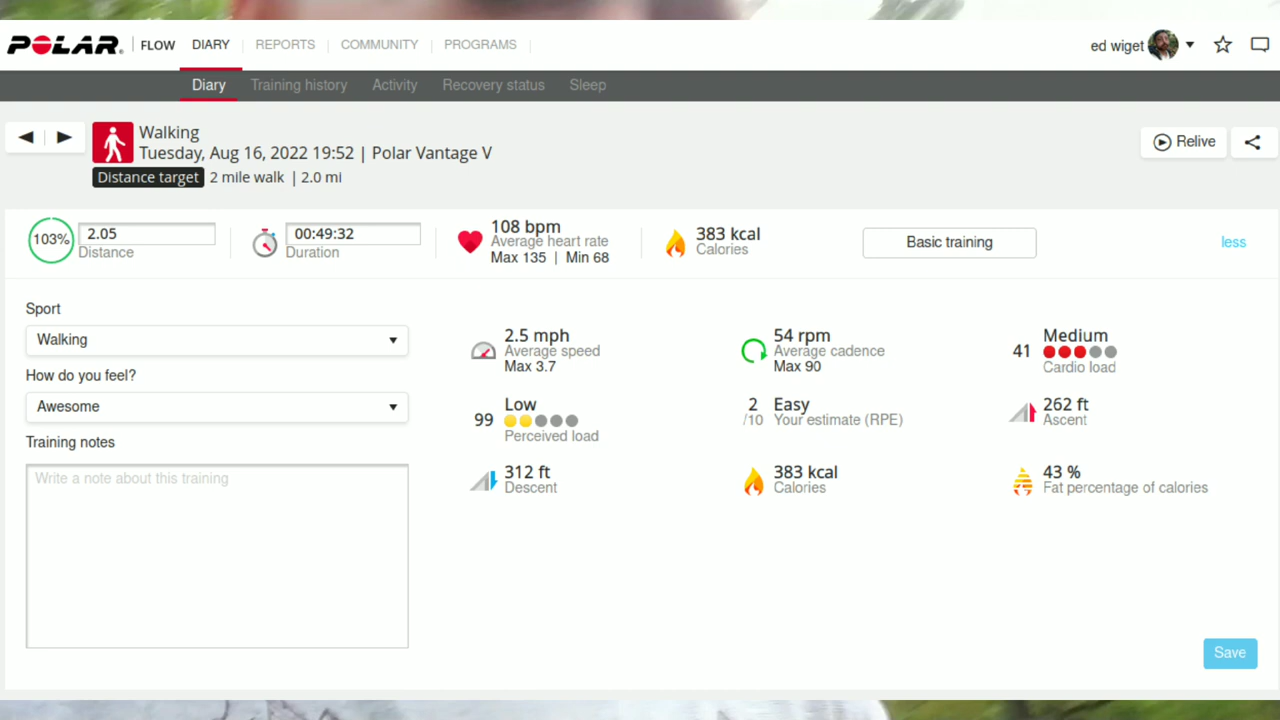 POLAR. FLOW DIARY REPORTS COMMUNITY PROGRAMS ed wiget
Diary Training history Activity Recovery status Sleep
Walking
Tuesday, Aug 16, 2022 19:52 | Polar Vantage V
Distance target 2 mile walk | 2.0 mi
Relive
103%
2.05
Distance
00:49:32
Duration
108 bpm
Average heart rate
Max 135 | Min 68
383 kcal
Calories
Basic training
less
Sport
Walking
How do you feel?
Awesome
Training notes
Write a note about this training
2.5 mph
Average speed
Max 3.7
54 rpm
Average cadence
Max 90
41
Medium
Cardio load
99
Low
Perceived load
2
/10
Easy
Your estimate (RPE)
262 ft
Ascent
312 ft
Descent
383 kcal
Calories
43 %
Fat percentage of calories
Save